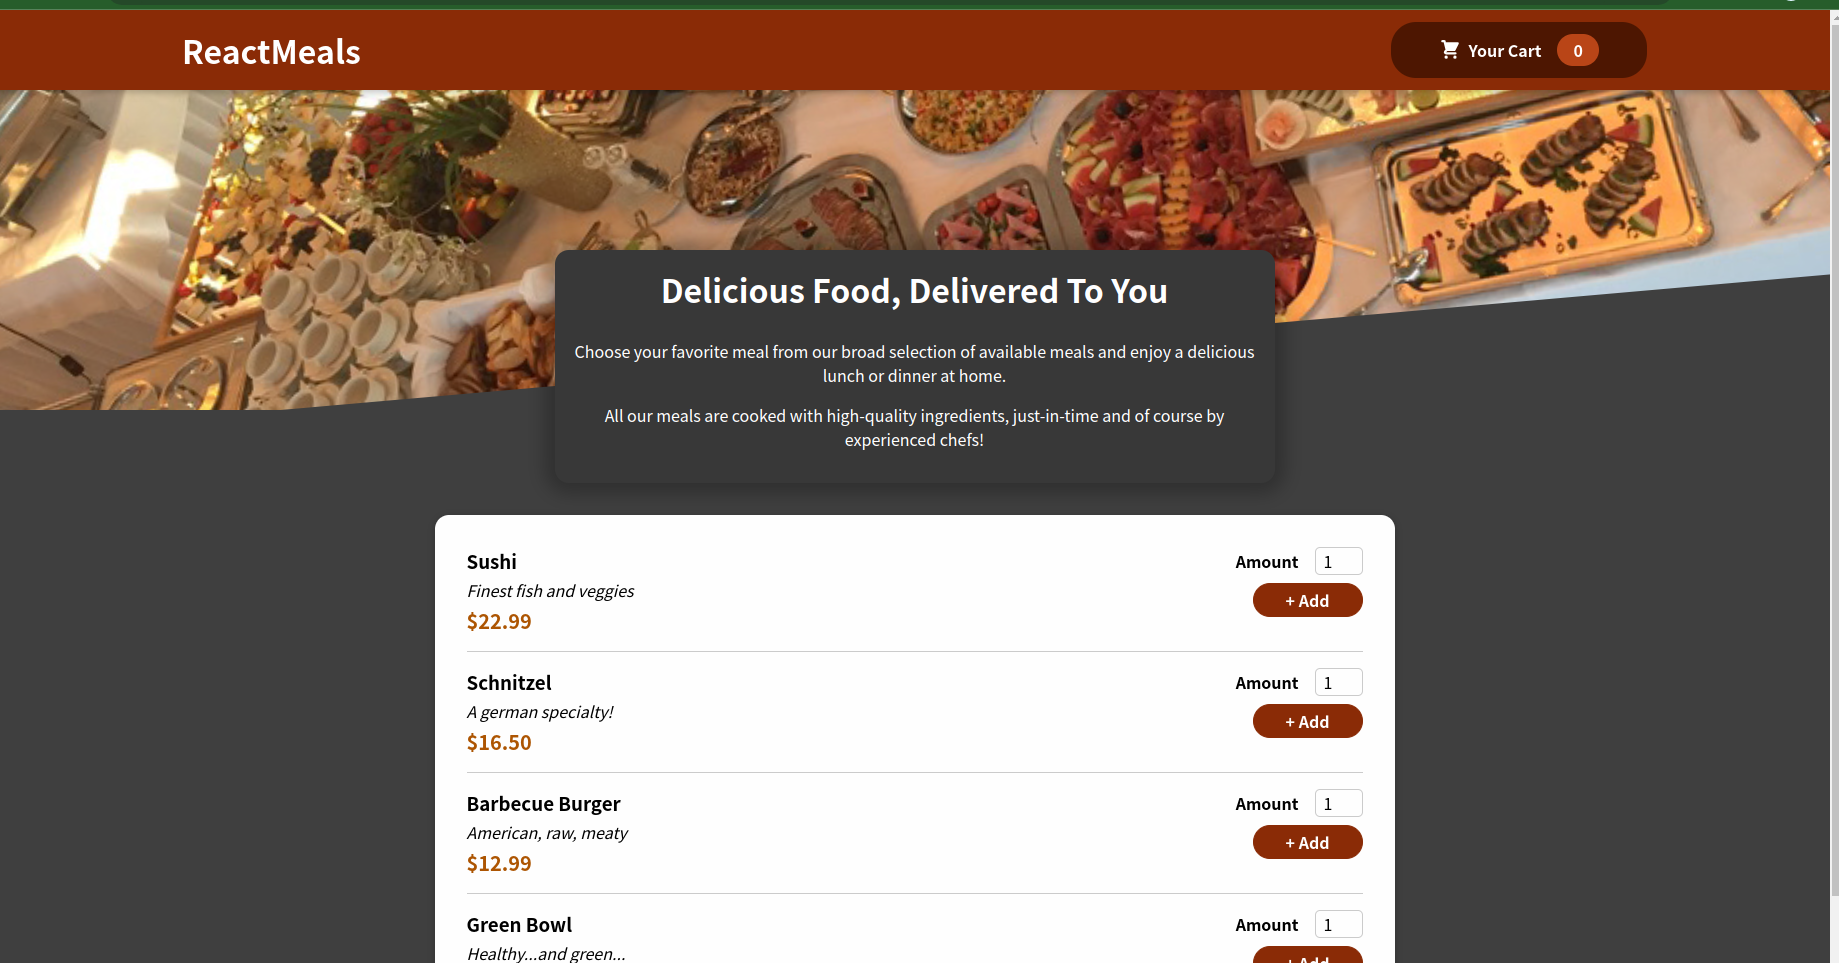 ReactMeals
Your Cart 0
Delicious Food, Delivered To You
Choose your favorite meal from our broad selection of available meals and enjoy a delicious
lunch or dinner at home.
All our meals are cooked with high-quality ingredients, just-in-time and of course by
experienced chefs!
Sushi
Finest fish and veggies
$22.99
Amount 1
+ Add
Schnitzel
A german specialty!
$16.50
Amount 1
+ Add
Barbecue Burger
American, raw, meaty
$12.99
Amount 1
+ Add
Green Bowl
Healthy...and green...
Amount 1
+ Add